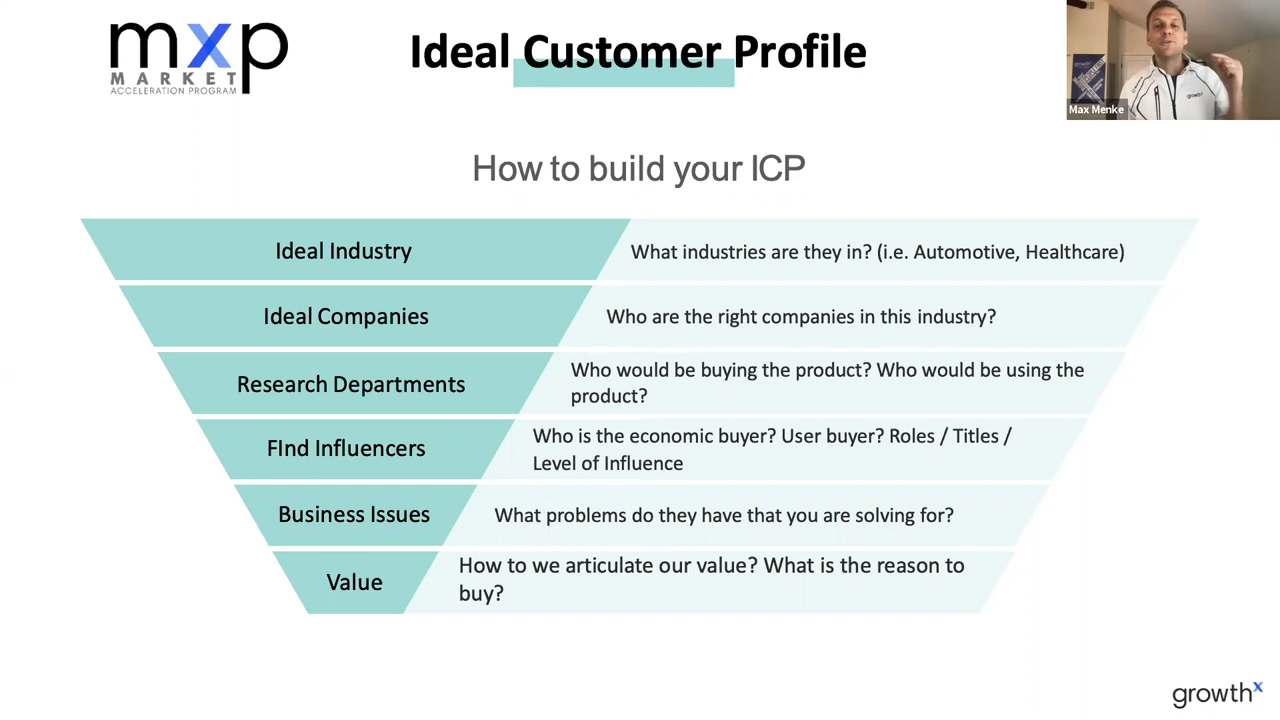 mxp
MARKET
ACCELERATION PROGRAM
Ideal Customer Profile
growthx
growthx
Max Menke
How to build your ICP
Ideal Industry
What industries are they in? (i.e. Automotive, Healthcare)
Ideal Companies
Who are the right companies in this industry?
Research Departments
Who would be buying the product? Who would be using the
product?
FInd Influencers
Who is the economic buyer? User buyer? Roles / Titles /
Level of Influence
Business Issues
What problems do they have that you are solving for?
Value
How to we articulate our value? What is the reason to
buy?
growthx